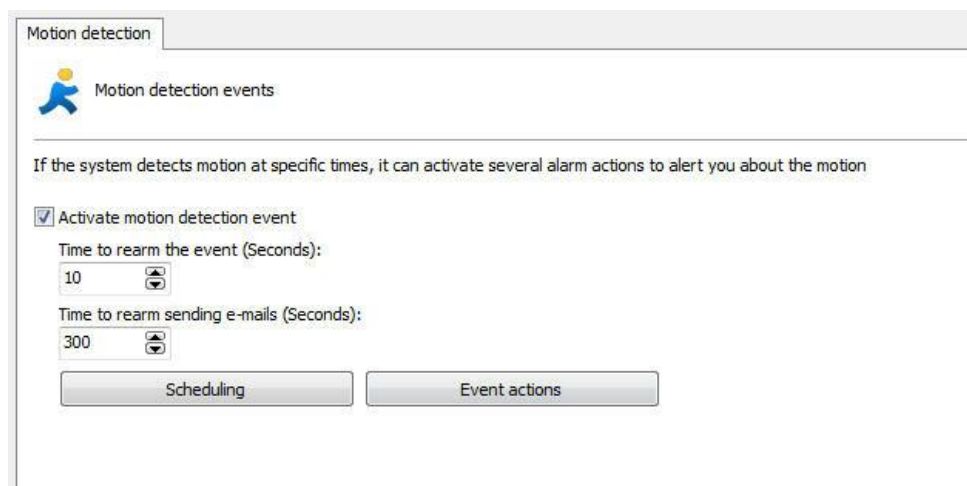 Motion detection
Motion detection events
If the system detects motion at specific times, it can activate several alarm actions to alert you about the motion
Activate motion detection event
Time to rearm the event (Seconds):
10
Time to rearm sending e-mails (Seconds):
300
Scheduling Event actions